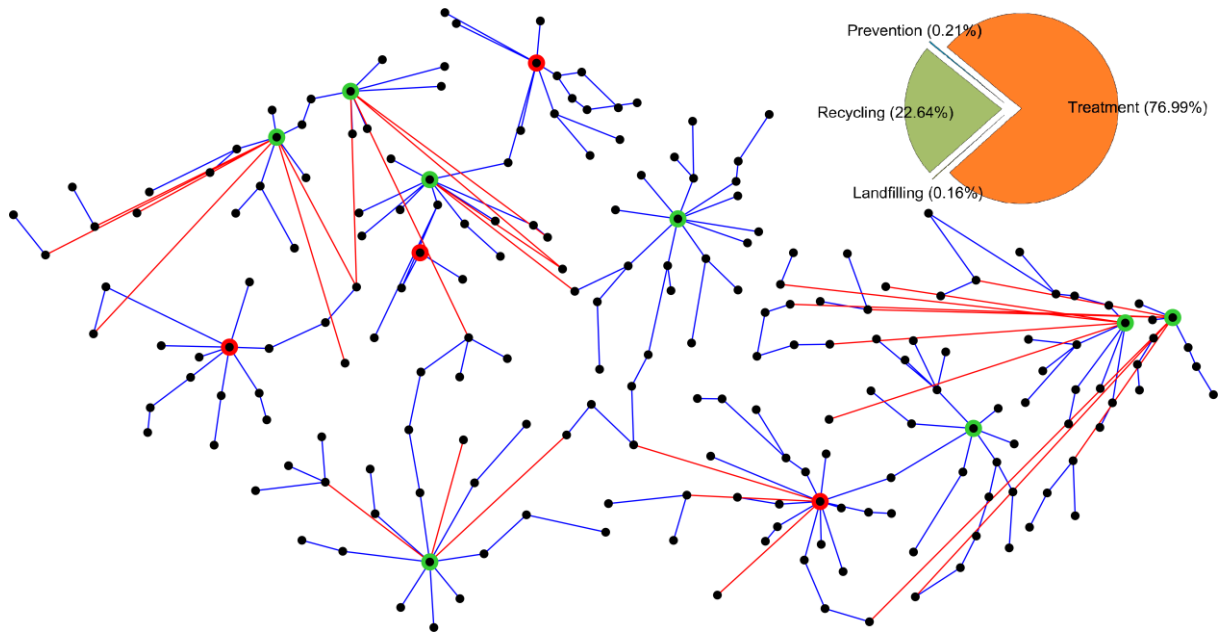 Prevention (0.21%)
Treatment (76.99%)
Recycling (22.64%)
Landfilling (0.16%)